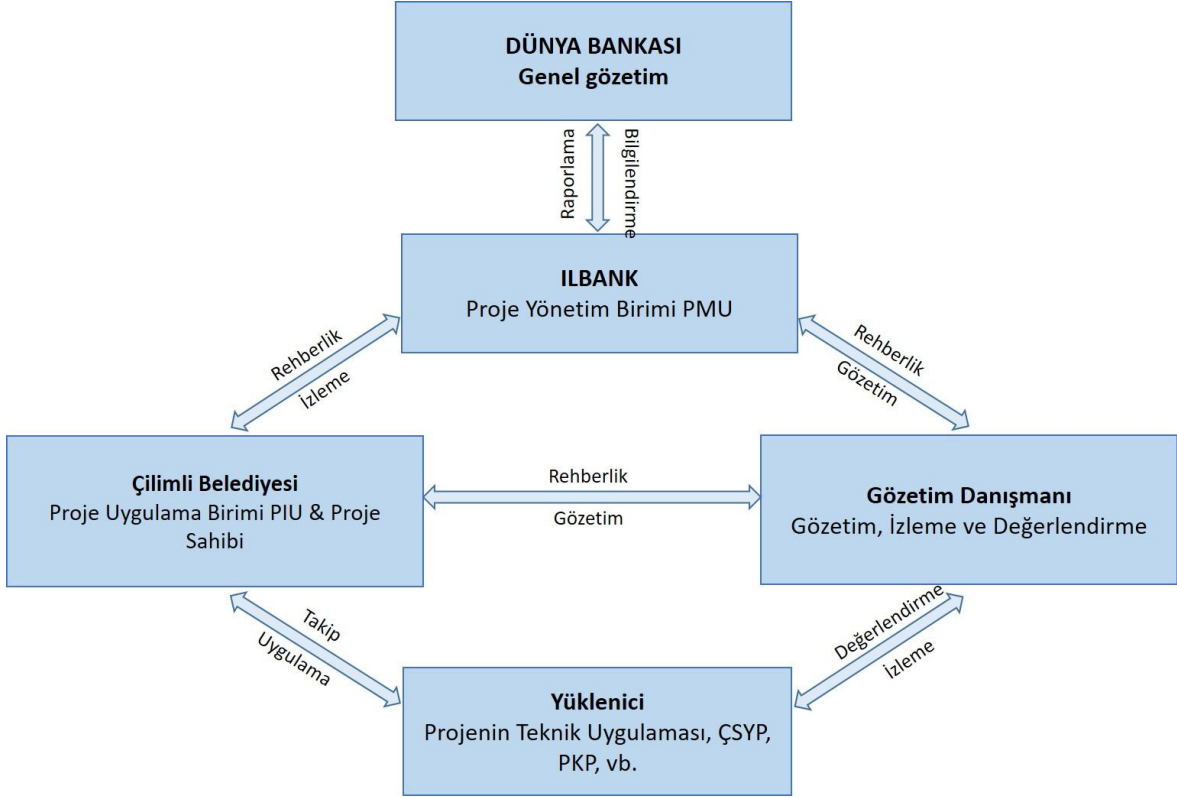 DÜNYA BANKASI
Genel gözetim
Raporlama
Bilgilendirme
ILBANK
Proje Yönetim Birimi PMU
Rehberlik
İzleme
Rehberlik
Gözetim
Çilimli Belediyesi
Proje Uygulama Birimi PIU & Proje
Sahibi
Rehberlik
Gözetim
Gözetim Danışmanı
Gözetim, İzleme ve Değerlendirme
Takip
Uygulama
Değerlendirme
İzleme
Yüklenici
Projenin Teknik Uygulaması, ÇSYP,
PKP, vb.